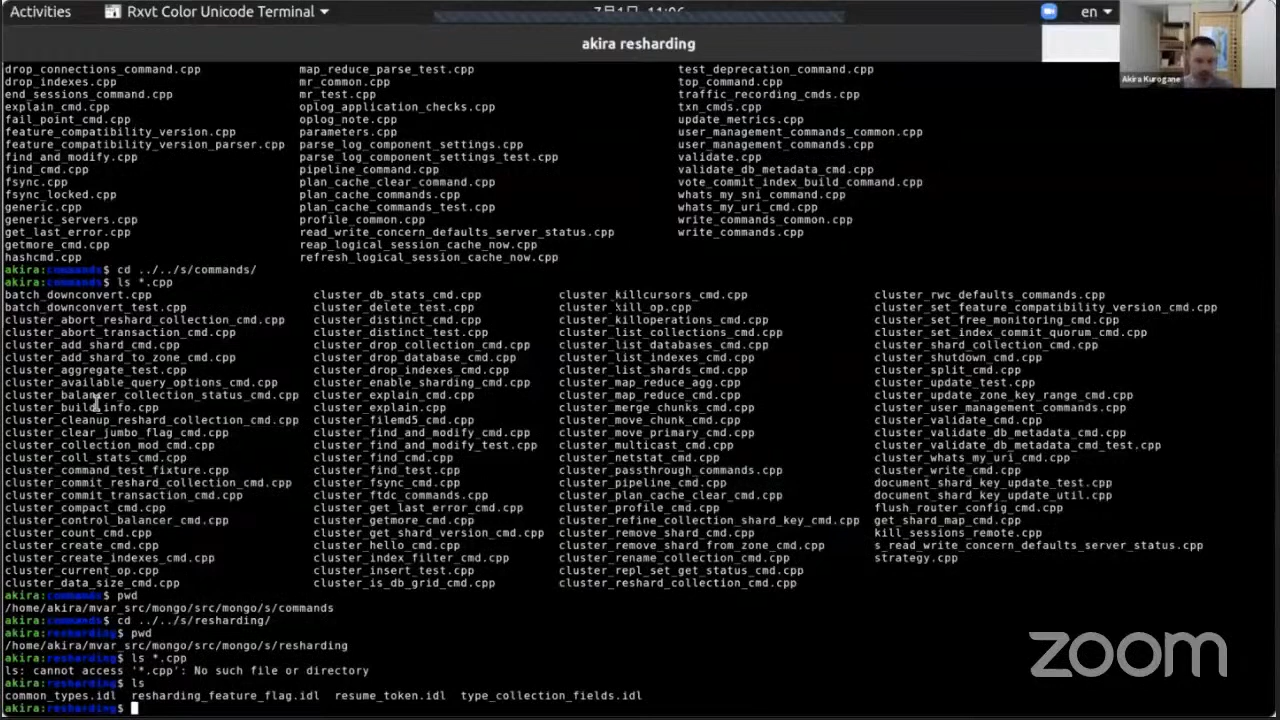 Activities Rxvt Color Unicode Terminal 7月1日 11:06 en
akira resharding
Akira Kurogane
drop_connections_command.cpp map_reduce_parse_test.cpp test_deprecation_command.cpp
drop_indexes.cpp mr_common.cpp top_command.cpp
end_sessions_command.cpp mr_test.cpp traffic_recording_cmds.cpp
explain_cmd.cpp oplog_application_checks.cpp txn_cmds.cpp
fail_point_cmd.cpp oplog_note.cpp update_metrics.cpp
feature_compatibility_version.cpp parameters.cpp user_management_commands_common.cpp
feature_compatibility_version_parser.cpp parse_log_component_settings.cpp user_management_commands.cpp
find_and_modify.cpp parse_log_component_settings_test.cpp validate.cpp
find_cmd.cpp pipeline_command.cpp validate_db_metadata_cmd.cpp
fsync.cpp plan_cache_clear_command.cpp vote_commit_index_build_command.cpp
fsync_locked.cpp plan_cache_commands.cpp whats_my_sni_command.cpp
generic.cpp plan_cache_commands_test.cpp whats_my_uri_cmd.cpp
generic_servers.cpp profile_common.cpp write_commands_common.cpp
get_last_error.cpp read_write_concern_defaults_server_status.cpp write_commands.cpp
getmore_cmd.cpp reap_logical_session_cache_now.cpp
hashcmd.cpp refresh_logical_session_cache_now.cpp
akira:commands$ cd ../../s/commands/
akira:commands$ ls *.cpp
batch_downconvert.cpp cluster_db_stats_cmd.cpp cluster_killcursors_cmd.cpp cluster_rwc_defaults_commands.cpp
batch_downconvert_test.cpp cluster_delete_test.cpp cluster_kill_op.cpp cluster_set_feature_compatibility_version_cmd.cpp
cluster_abort_reshard_collection_cmd.cpp cluster_distinct_cmd.cpp cluster_killoperations_cmd.cpp cluster_set_free_monitoring_cmd.cpp
cluster_abort_transaction_cmd.cpp cluster_distinct_test.cpp cluster_list_collections_cmd.cpp cluster_set_index_commit_quorum_cmd.cpp
cluster_add_shard_cmd.cpp cluster_drop_collection_cmd.cpp cluster_list_databases_cmd.cpp cluster_shard_collection_cmd.cpp
cluster_add_shard_to_zone_cmd.cpp cluster_drop_database_cmd.cpp cluster_list_indexes_cmd.cpp cluster_shutdown_cmd.cpp
cluster_aggregate_test.cpp cluster_drop_indexes_cmd.cpp cluster_list_shards_cmd.cpp cluster_split_cmd.cpp
cluster_available_query_options_cmd.cpp cluster_enable_sharding_cmd.cpp cluster_map_reduce_agg.cpp cluster_update_test.cpp
cluster_balancer_collection_status_cmd.cpp cluster_explain_cmd.cpp cluster_map_reduce_cmd.cpp cluster_update_zone_key_range_cmd.cpp
cluster_build_info.cpp cluster_explain.cpp cluster_merge_chunks_cmd.cpp cluster_user_management_commands.cpp
cluster_cleanup_reshard_collection_cmd.cpp cluster_filemd5_cmd.cpp cluster_move_chunk_cmd.cpp cluster_validate_cmd.cpp
cluster_clear_jumbo_flag_cmd.cpp cluster_find_and_modify_cmd.cpp cluster_move_primary_cmd.cpp cluster_validate_db_metadata_cmd.cpp
cluster_collection_mod_cmd.cpp cluster_find_and_modify_test.cpp cluster_multicast_cmd.cpp cluster_validate_db_metadata_cmd_test.cpp
cluster_coll_stats_cmd.cpp cluster_find_cmd.cpp cluster_netstat_cmd.cpp cluster_whats_my_uri_cmd.cpp
cluster_command_test_fixture.cpp cluster_find_test.cpp cluster_passthrough_commands.cpp cluster_write_cmd.cpp
cluster_commit_reshard_collection_cmd.cpp cluster_fsync_cmd.cpp cluster_pipeline_cmd.cpp document_shard_key_update_test.cpp
cluster_commit_transaction_cmd.cpp cluster_ftdc_commands.cpp cluster_plan_cache_clear_cmd.cpp document_shard_key_update_util.cpp
cluster_compact_cmd.cpp cluster_get_last_error_cmd.cpp cluster_profile_cmd.cpp flush_router_config_cmd.cpp
cluster_control_balancer_cmd.cpp cluster_getmore_cmd.cpp cluster_refine_collection_shard_key_cmd.cpp get_shard_map_cmd.cpp
cluster_count_cmd.cpp cluster_get_shard_version_cmd.cpp cluster_remove_shard_cmd.cpp kill_sessions_remote.cpp
cluster_create_cmd.cpp cluster_hello_cmd.cpp cluster_remove_shard_from_zone_cmd.cpp s_read_write_concern_defaults_server_status.cpp
cluster_create_indexes_cmd.cpp cluster_index_filter_cmd.cpp cluster_rename_collection_cmd.cpp strategy.cpp
cluster_current_op.cpp cluster_insert_test.cpp cluster_repl_set_get_status_cmd.cpp
cluster_data_size_cmd.cpp cluster_is_db_grid_cmd.cpp cluster_reshard_collection_cmd.cpp
akira:commands$ pwd
/home/akira/mvar_src/mongo/src/mongo/s/commands
akira:commands$ cd ../../s/resharding/
akira:resharding$ pwd
/home/akira/mvar_src/mongo/src/mongo/s/resharding
akira:resharding$ ls *.cpp
ls: cannot access '*.cpp': No such file or directory
akira:resharding$ ls
common_types.idl resharding_feature_flag.idl resume_token.idl type_collection_fields.idl
akira:resharding$
zoom